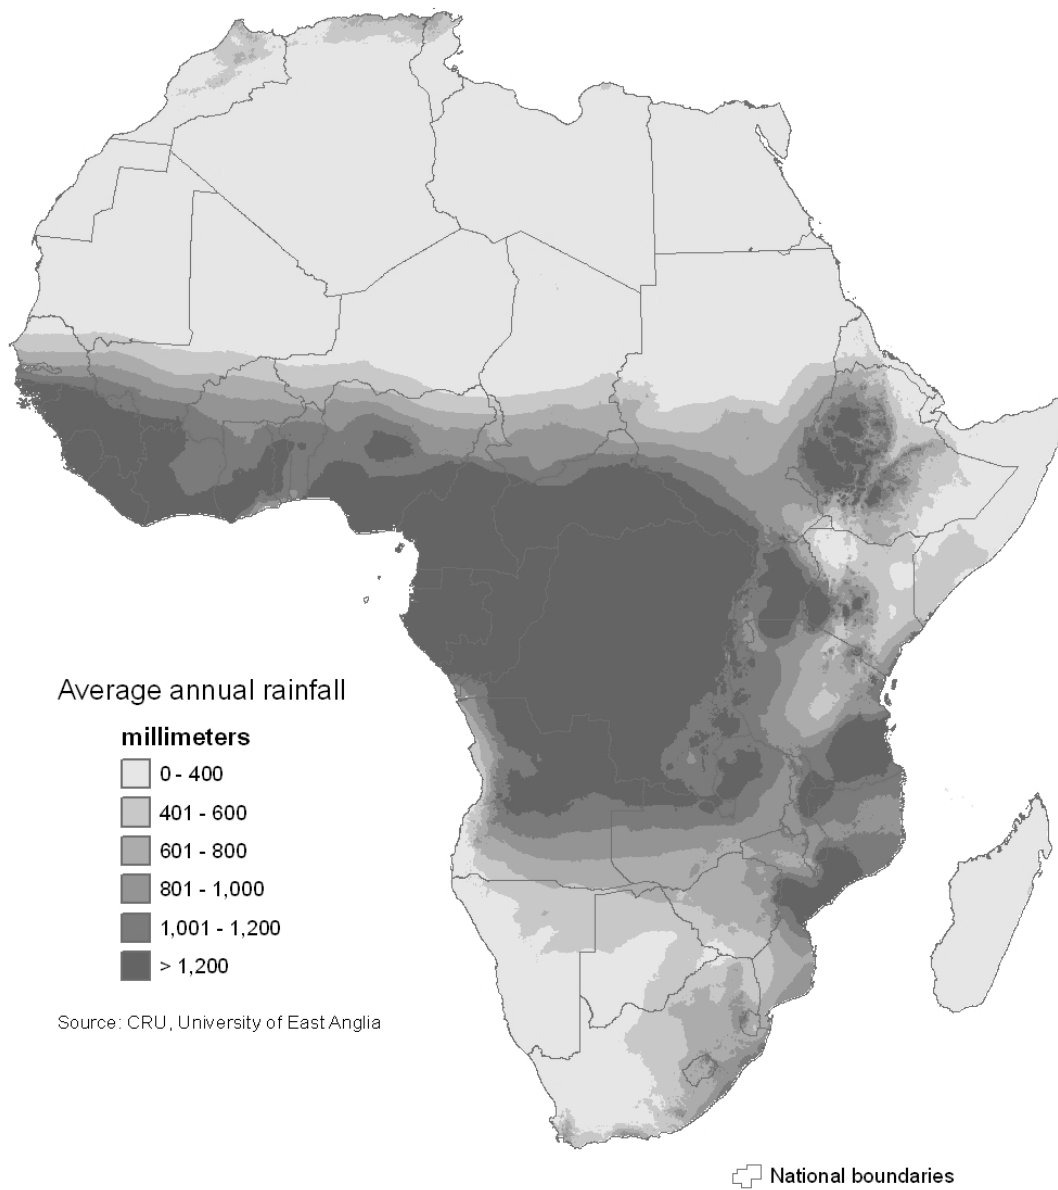 Average annual rainfall
millimeters
0 - 400
401 - 600
601 - 800
801 - 1,000
1,001 - 1,200
> 1,200
Source: CRU, University of East Anglia
National boundaries